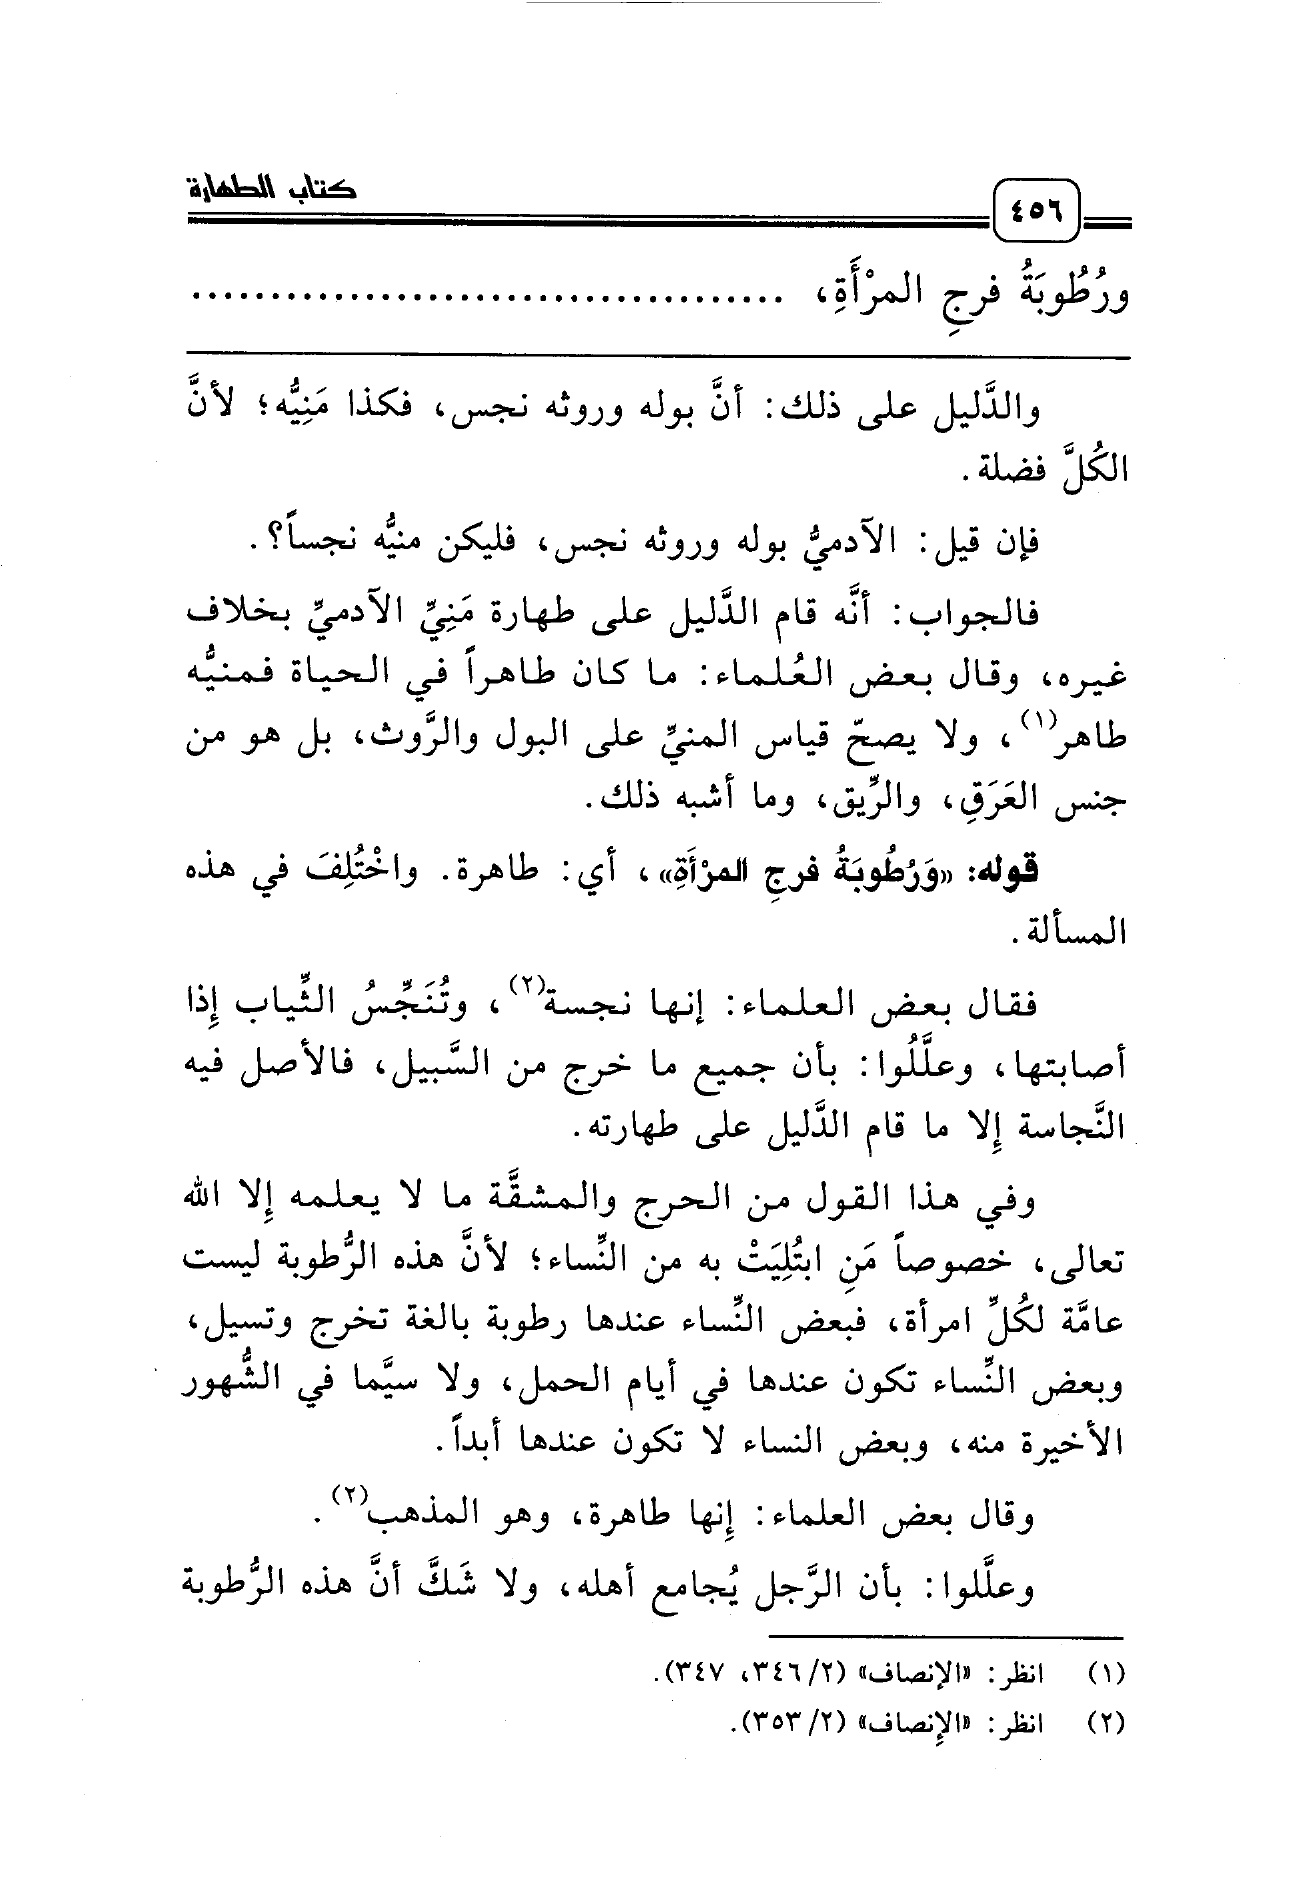 كتاب الطهارة
٤٥٦
ورُطُوبَةُ فرجِ المرْأَةِ، ......................................
والدَّليل على ذلك: أنَّ بوله وروثه نجس، فكذا مَنِيُّه؛ لأنَّ
الكُلَّ فضلة.
فإن قيل: الآدميُّ بوله وروثه نجس، فليكن منيُّه نجساً؟.
فالجواب: أنَّه قام الدَّليل على طهارة مَنِيِّ الآدميِّ بخلاف
غيره، وقال بعض العُلماء: ما كان طاهراً في الحياة فمنيُّه
طاهر(١)، ولا يصحّ قياس المنيِّ على البول والرَّوث، بل هو من
جنس العَرَقِ، والرِّيق، وما أشبه ذلك.
قوله: «وَرُطُوبَةُ فرجِ المرْأَةِ»، أي: طاهرة. واخْتُلِفَ في هذه
المسألة.
فقال بعض العلماء: إنها نجسة(٢)، وتُنَجِّسُ الثِّياب إِذا
أصابتها، وعلَّلُوا: بأن جميع ما خرج من السَّبيل، فالأصل فيه
النَّجاسة إِلا ما قام الدَّليل على طهارته.
وفي هذا القول من الحرج والمشقَّة ما لا يعلمه إِلا الله
تعالى، خصوصاً مَنِ ابتُلِيَتْ به من النِّساء؛ لأنَّ هذه الرُّطوبة ليست
عامَّة لكُلِّ امرأة، فبعض النِّساء عندها رطوبة بالغة تخرج وتسيل،
وبعض النِّساء تكون عندها في أيام الحمل، ولا سيَّما في الشُّهور
الأخيرة منه، وبعض النساء لا تكون عندها أبداً.
وقال بعض العلماء: إِنها طاهرة، وهو المذهب(٢).
وعلَّلوا: بأن الرَّجل يُجامع أهله، ولا شَكَّ أنَّ هذه الرُّطوبة
(١) انظر: «الإنصاف» (٢/ ٣٤٦، ٣٤٧).
(٢) انظر: «الإِنصاف» (٢/ ٣٥٣).